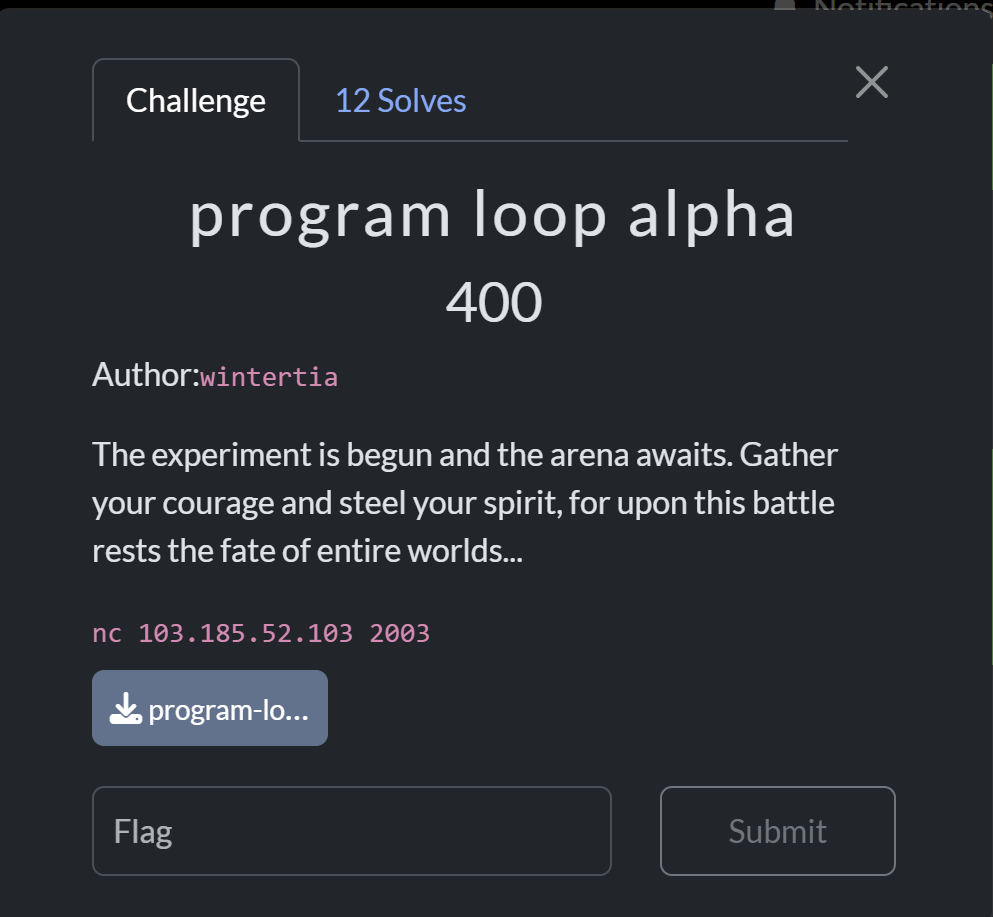 Notifications
Challenge
12 Solves
program loop alpha
400
Author:wintertia
The experiment is begun and the arena awaits. Gather
your courage and steel your spirit, for upon this battle
rests the fate of entire worlds...
nc 103.185.52.103 2003
program-lo...
Flag
Submit